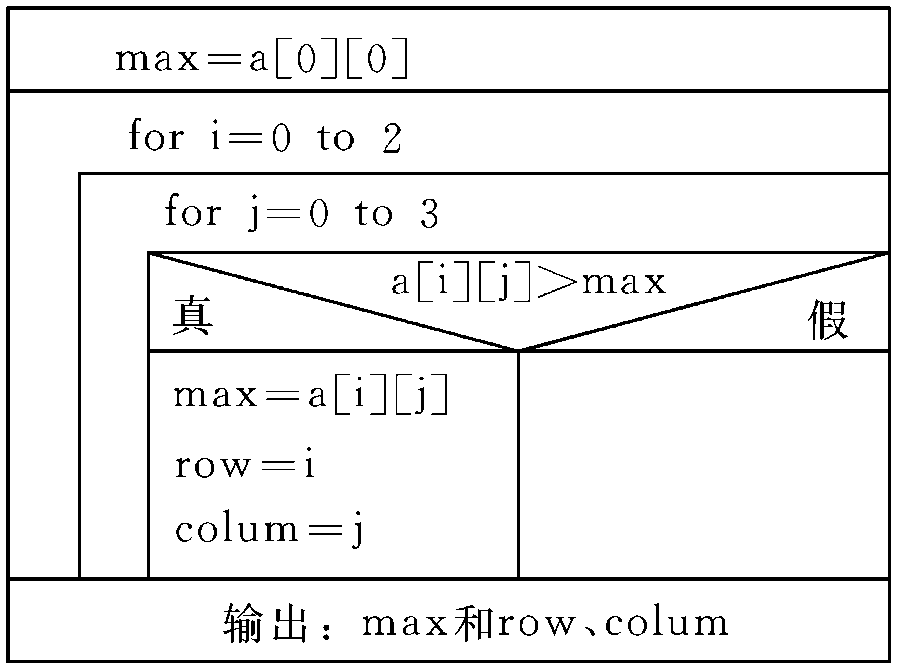 max=a[0][0]
for i=0 to 2
for j=0 to 3
a[i][j]>max
真
假
max=a[i][j]
row=i
colum=j
输出：max和row、colum